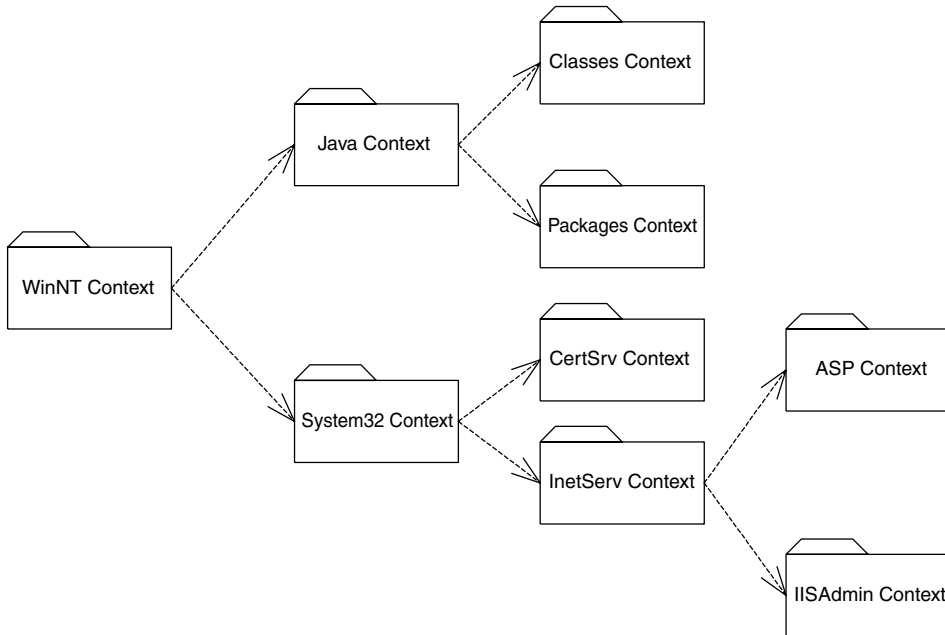 Classes Context
Java Context
Packages Context
WinNT Context
CertSrv Context
ASP Context
System32 Context
InetServ Context
IISAdmin Context